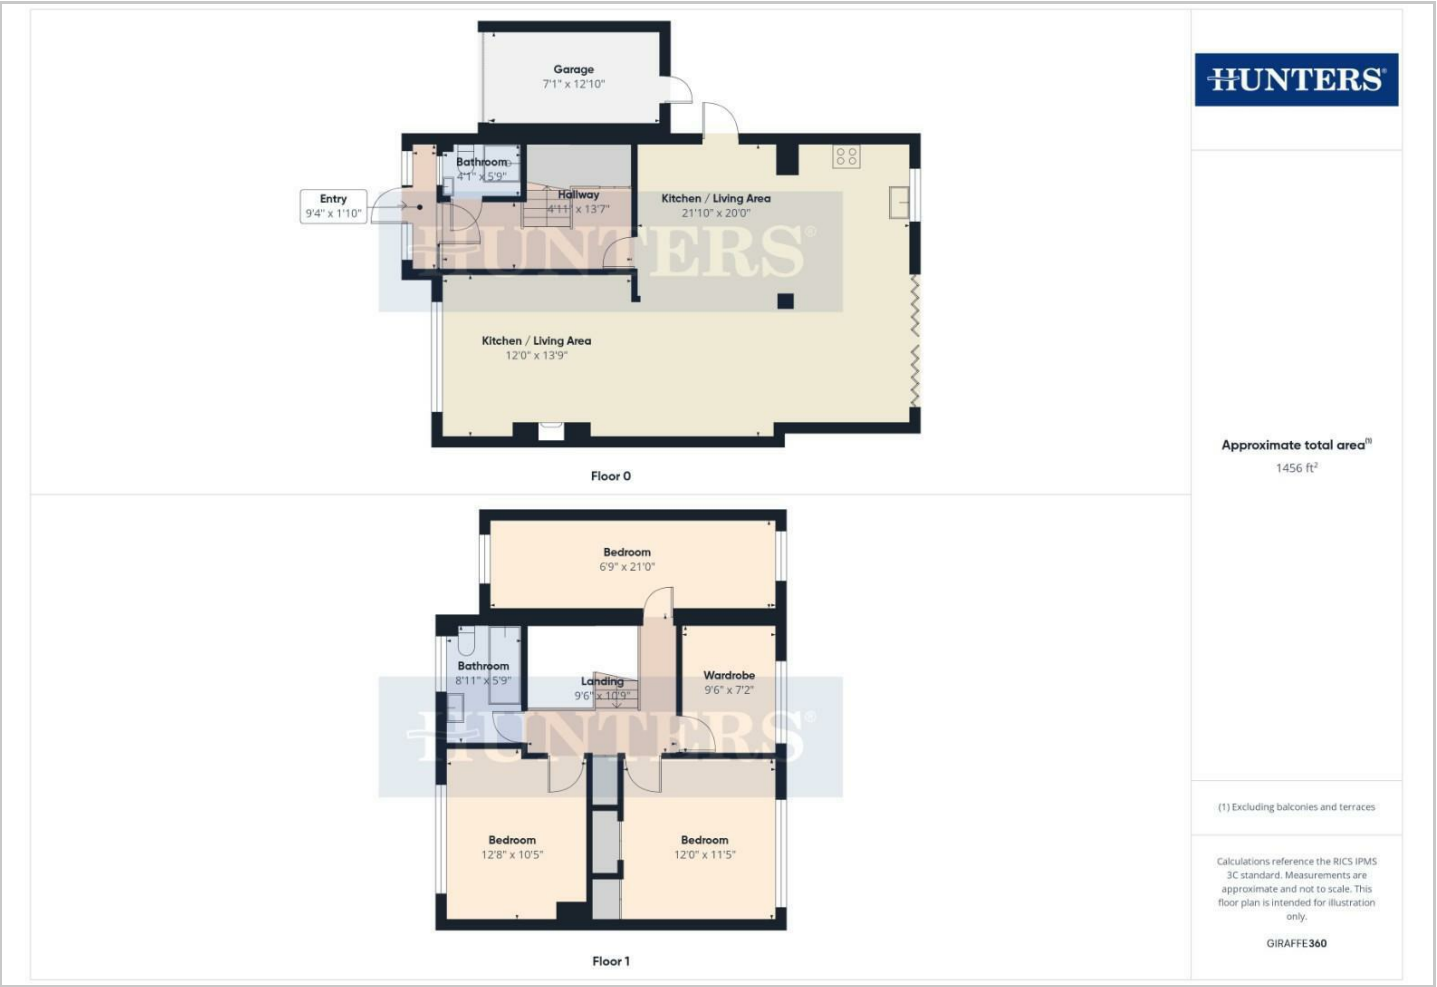 Garage
7'1" x 12'10"
Bathroom
4'1" x 5'9"
Entry
9'4" x 1'10"
Hallway
4'11" x 13'7"
Kitchen / Living Area
21'10" x 20'0"
HUNTERS®
Kitchen / Living Area
12'0" x 13'9"
Floor 0
Bedroom
6'9" x 21'0"
Bathroom
8'11" x 5'9"
Landing
9'6" x 10'9"
Wardrobe
9'6" x 7'2"
HUNTERS®
Bedroom
12'8" x 10'5"
Bedroom
12'0" x 11'5"
Floor 1
HUNTERS®
Approximate total area(1)
1456 ft²
(1) Excluding balconies and terraces
Calculations reference the RICS IPMS
3C standard. Measurements are
approximate and not to scale. This
floor plan is intended for illustration
only.
GIRAFFE360